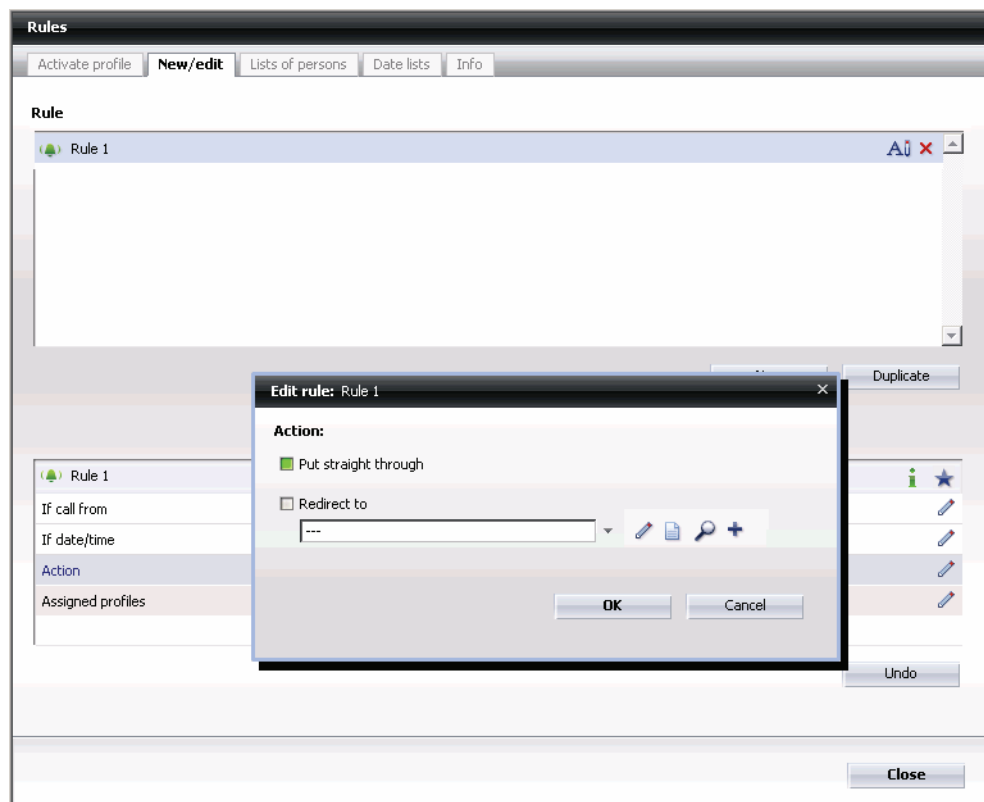 Rules
Activate profile New/edit Lists of persons Date lists Info
Rule
Rule 1
Duplicate
Edit rule: Rule 1
Action:
Put straight through
Redirect to
---
OK Cancel
Rule 1
If call from
If date/time
Action
Assigned profiles
Undo
Close